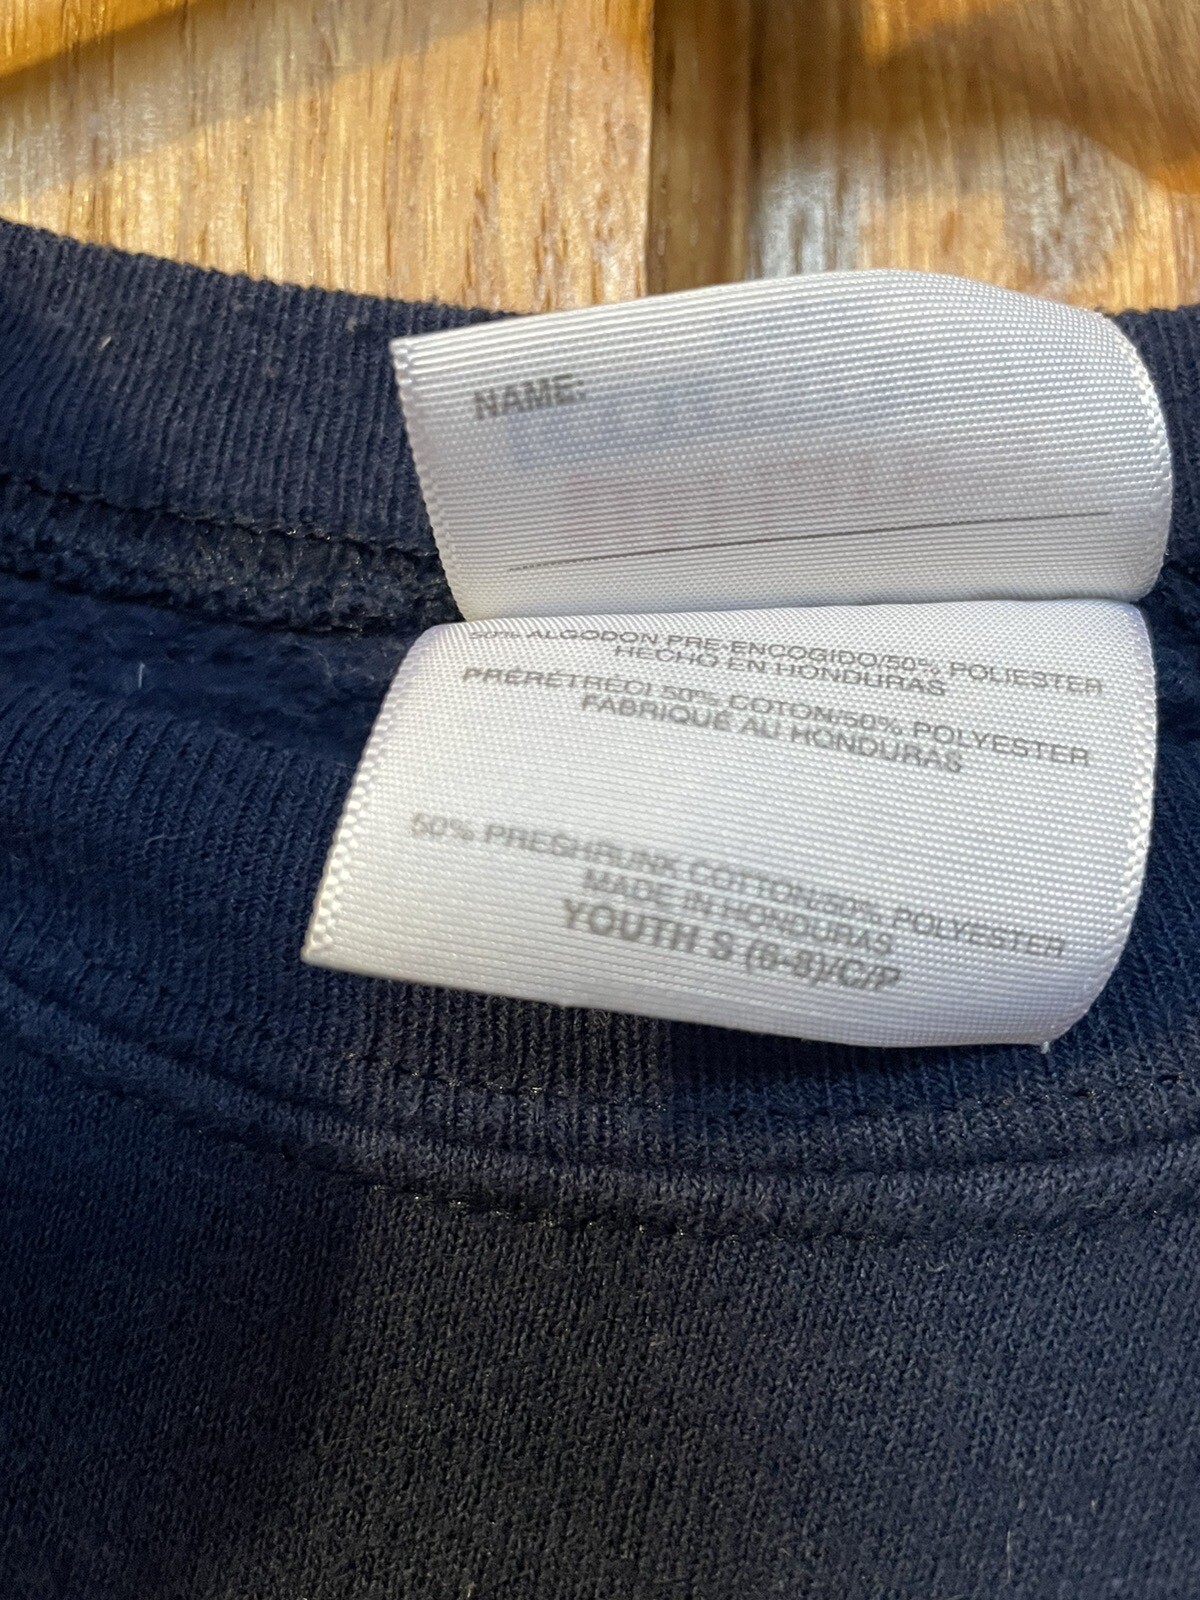 NAME:
50% ALGODON PRE-ENCOGIDO/50% POLIESTER
HECHO EN HONDURAS
PRÉRÉTRÉCI 50% COTON/50% POLYESTER
FABRIQUÉ AU HONDURAS
50% PRESHRUNK COTTON/50% POLYESTER
MADE IN HONDURAS
YOUTH S (6-8)/C/P